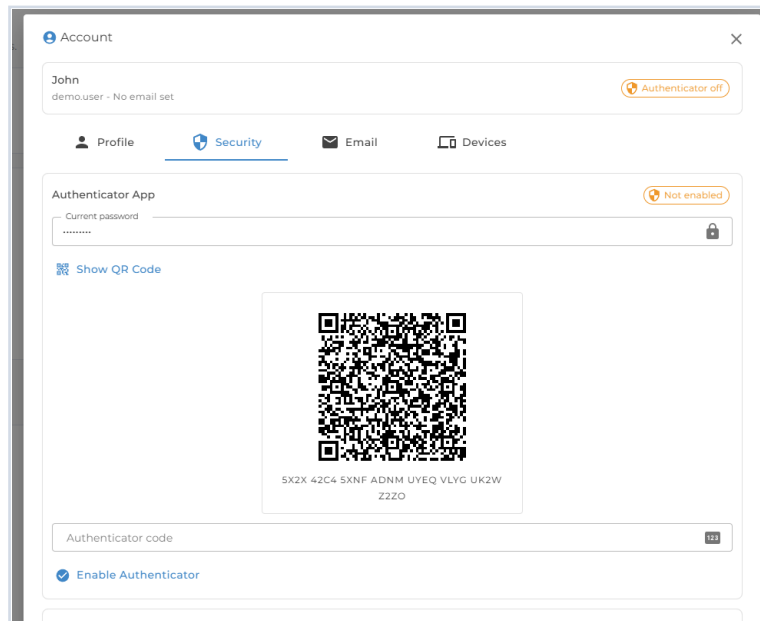 Account
John
demo.user - No email set
Authenticator off
Profile
Security
Email
Devices
Authenticator App
Not enabled
Current password
Show QR Code
5X2X 42C4 5XNF ADNM UYEQ VLYG UK2W
Z2ZO
Authenticator code
123
Enable Authenticator